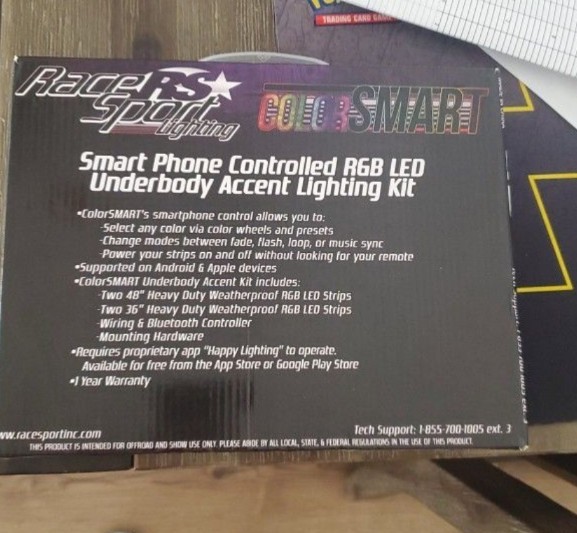 TRADING CARD GAME
Race RS
Sport
Lighting
COLORSMART
Smart Phone Controlled RGB LED
Underbody Accent Lighting Kit
•ColorSMART's smartphone control allows you to:
-Select any color via color wheels and presets
-Change modes between fade, flash, loop, or music sync
-Power your strips on and off without looking for your remote
•Supported on Android & Apple devices
•ColorSMART Underbody Accent Kit includes:
-Two 48" Heavy Duty Weatherproof RGB LED Strips
-Two 36" Heavy Duty Weatherproof RGB LED Strips
-Wiring & Bluetooth Controller
-Mounting Hardware
•Requires proprietary app "Happy Lighting" to operate.
Available for free from the App Store or Google Play Store
•1 Year Warranty
ww.racesportinc.com
Tech Support: 1-855-700-1005 ext. 3
THIS PRODUCT IS INTENDED FOR OFFROAD AND SHOW USE ONLY. PLEASE ABIDE BY ALL LOCAL, STATE, & FEDERAL REGULATIONS IN THE USE OF THIS PRODUCT.